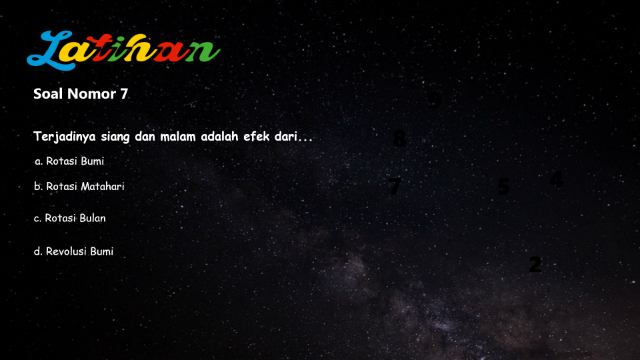 Latihan
Soal Nomor 7
Terjadinya siang dan malam adalah efek dari...
a. Rotasi Bumi
b. Rotasi Matahari
c. Rotasi Bulan
d. Revolusi Bumi
9
8
7
5
4
2